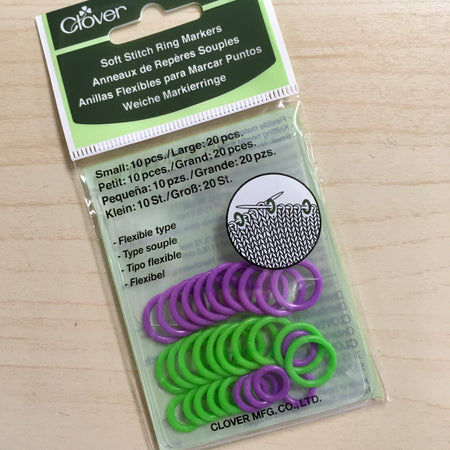 Clover
Soft Stitch Ring Markers
Anneaux de Repères Souples
Anillas Flexibles para Marcar Puntos
Weiche Markierringe
Small: 10 pcs./Large: 20 pcs.
Petit: 10 pces./Grand: 20 pces.
Pequeña: 10 pzs./Grande: 20 pzs.
Klein: 10 St./Groß: 20 St.
- Flexible type
- Type souple
- Tipo flexible
- Flexibel
CLOVER MFG. CO., LTD.